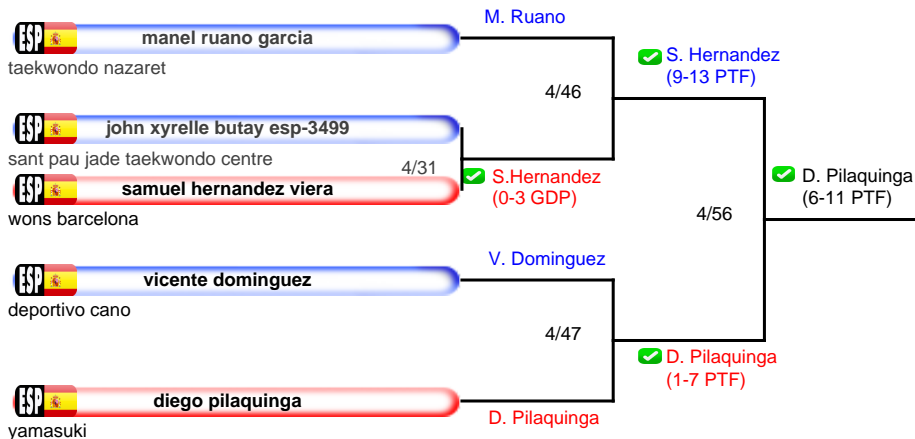 ESP manel ruano garcia
taekwondo nazaret
M. Ruano
4/46
S. Hernandez
(9-13 PTF)
ESP john xyrelle butay esp-3499
sant pau jade taekwondo centre
4/31
S.Hernandez
(0-3 GDP)
ESP samuel hernandez viera
wons barcelona
D. Pilaquinga
(6-11 PTF)
4/56
ESP vicente dominguez
deportivo cano
V. Dominguez
4/47
D. Pilaquinga
(1-7 PTF)
ESP diego pilaquinga
yamasuki
D. Pilaquinga